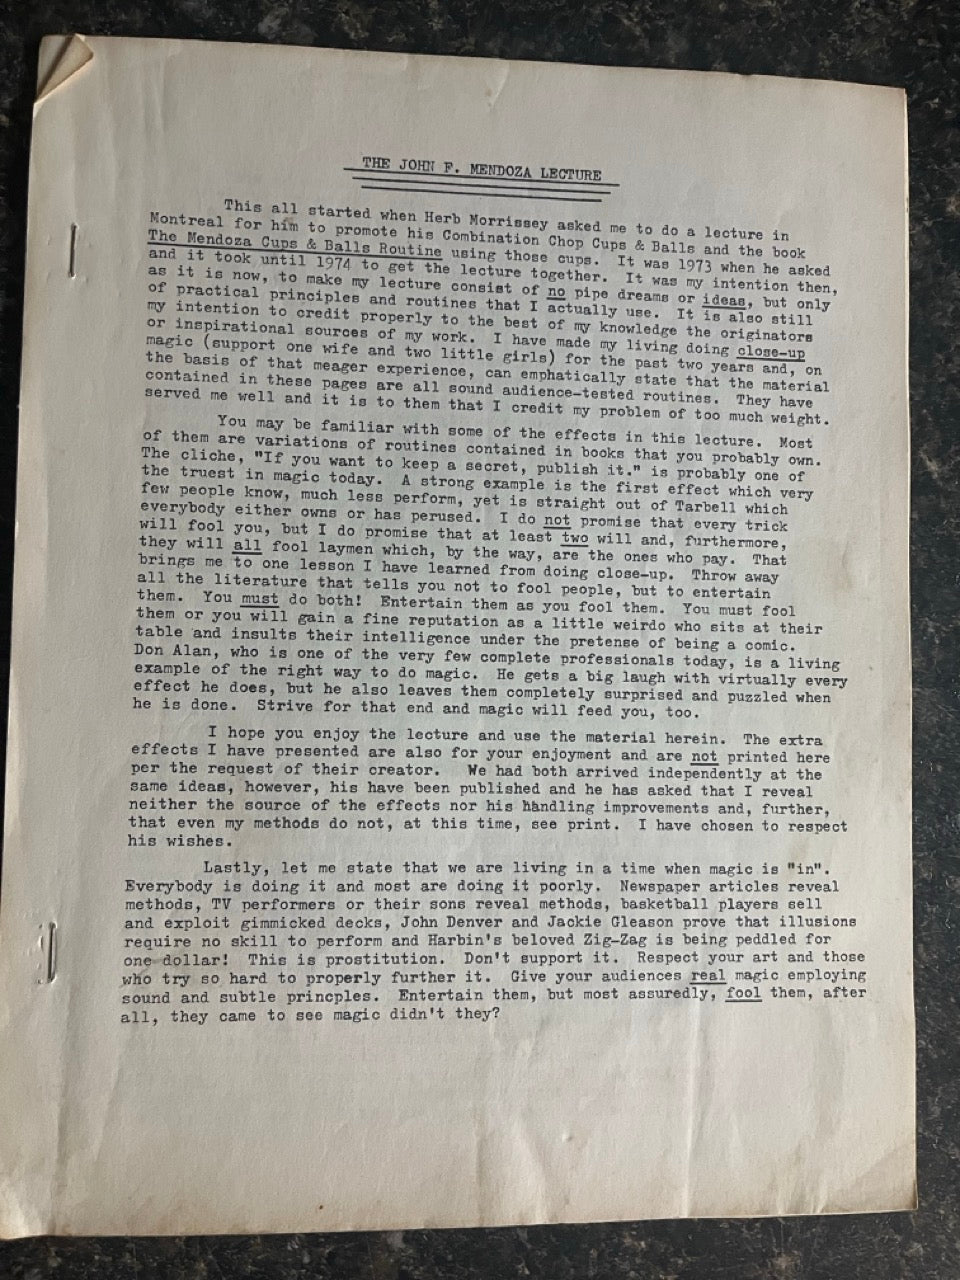 THE JOHN F. MENDOZA LECTURE
This all started when Herb Morrissey asked me to do a lecture in
Montreal for him to promote his Combination Chop Cups & Balls and the book
The Mendoza Cups & Balls Routine using those cups. It was 1973 when he asked
and it took until 1974 to get the lecture together. It was my intention then,
as it is now, to make my lecture consist of no pipe dreams or ideas, but only
of practical principles and routines that I actually use. It is also still
my intention to credit properly to the best of my knowledge the originators
or inspirational sources of my work. I have made my living doing close-up
magic (support one wife and two little girls) for the past two years and, on
the basis of that meager experience, can emphatically state that the material
contained in these pages are all sound audience-tested routines. They have
served me well and it is to them that I credit my problem of too much weight.
You may be familiar with some of the effects in this lecture. Most
of them are variations of routines contained in books that you probably own.
The cliche, "If you want to keep a secret, publish it." is probably one of
the truest in magic today. A strong example is the first effect which very
few people know, much less perform, yet is straight out of Tarbell which
everybody either owns or has perused. I do not promise that every trick
will fool you, but I do promise that at least two will and, furthermore,
they will all fool laymen which, by the way, are the ones who pay. That
brings me to one lesson I have learned from doing close-up. Throw away
all the literature that tells you not to fool people, but to entertain
them. You must do both! Entertain them as you fool them. You must fool
them or you will gain a fine reputation as a little weirdo who sits at their
table and insults their intelligence under the pretense of being a comic.
Don Alan, who is one of the very few complete professionals today, is a living
example of the right way to do magic. He gets a big laugh with virtually every
effect he does, but he also leaves them completely surprised and puzzled when
he is done. Strive for that end and magic will feed you, too.
I hope you enjoy the lecture and use the material herein. The extra
effects I have presented are also for your enjoyment and are not printed here
per the request of their creator. We had both arrived independently at the
same ideas, however, his have been published and he has asked that I reveal
neither the source of the effects nor his handling improvements and, further,
that even my methods do not, at this time, see print. I have chosen to respect
his wishes.
Lastly, let me state that we are living in a time when magic is "in".
Everybody is doing it and most are doing it poorly. Newspaper articles reveal
methods, TV performers or their sons reveal methods, basketball players sell
and exploit gimmicked decks, John Denver and Jackie Gleason prove that illusions
require no skill to perform and Harbin's beloved Zig-Zag is being peddled for
one dollar! This is prostitution. Don't support it. Respect your art and those
who try so hard to properly further it. Give your audiences real magic employing
sound and subtle princples. Entertain them, but most assuredly, fool them, after
all, they came to see magic didn't they?